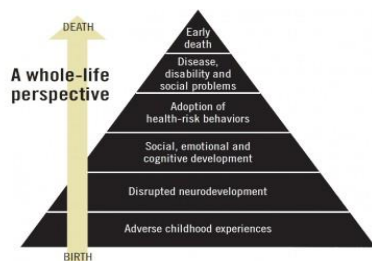 DEATH
A whole-life
perspective
BIRTH
Early
death
Disease,
disability and
social problems
Adoption of
health-risk behaviors
Social, emotional and
cognitive development
Disrupted neurodevelopment
Adverse childhood experiences